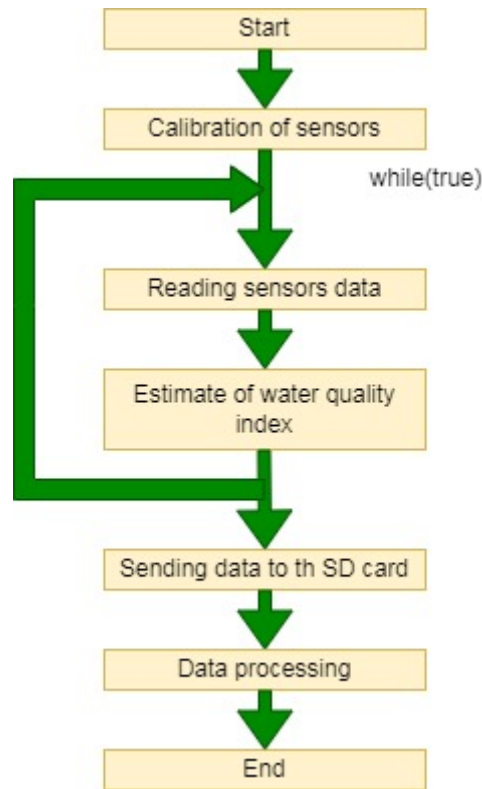 Start
Calibration of sensors
while(true)
Reading sensors data
Estimate of water quality
index
Sending data to th SD card
Data processing
End